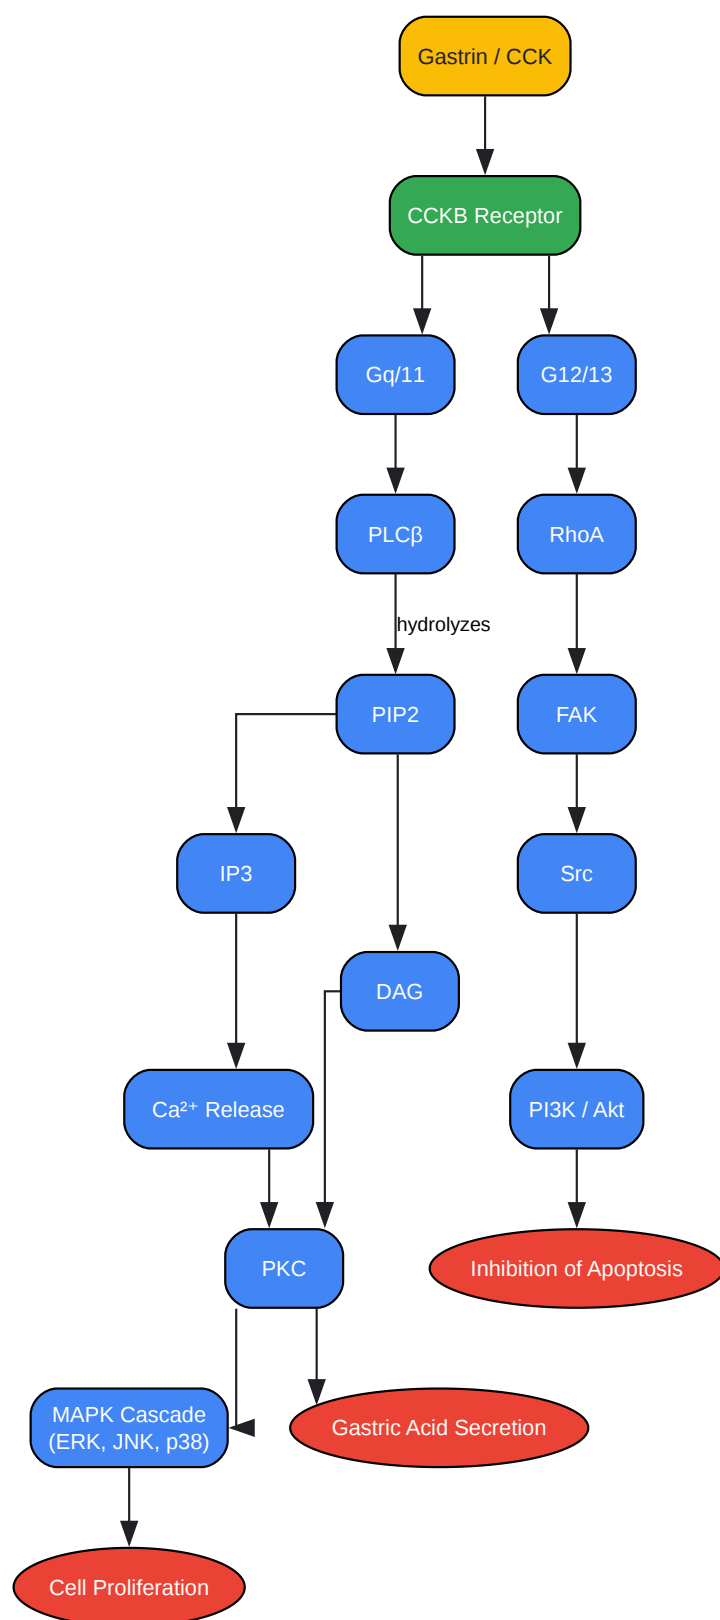 Gastrin / CCK
CCKB Receptor
Gq/11
G12/13
PLCβ
RhoA
hydrolyzes
PIP2
FAK
IP3
Src
DAG
Ca²⁺ Release
PI3K / Akt
PKC
Inhibition of Apoptosis
MAPK Cascade
(ERK, JNK, p38)
Gastric Acid Secretion
Cell Proliferation